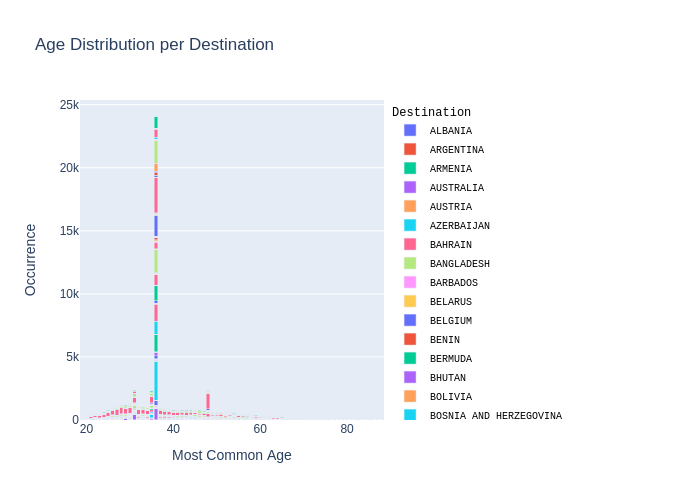 Age Distribution per Destination
Destination
ALBANIA
ARGENTINA
ARMENIA
AUSTRALIA
AUSTRIA
AZERBAIJAN
BAHRAIN
BANGLADESH
BARBADOS
BELARUS
BELGIUM
BENIN
BERMUDA
BHUTAN
BOLIVIA
BOSNIA AND HERZEGOVINA
25k
20k
15k
10k
5k
0
Occurrence
20 40 60 80
Most Common Age